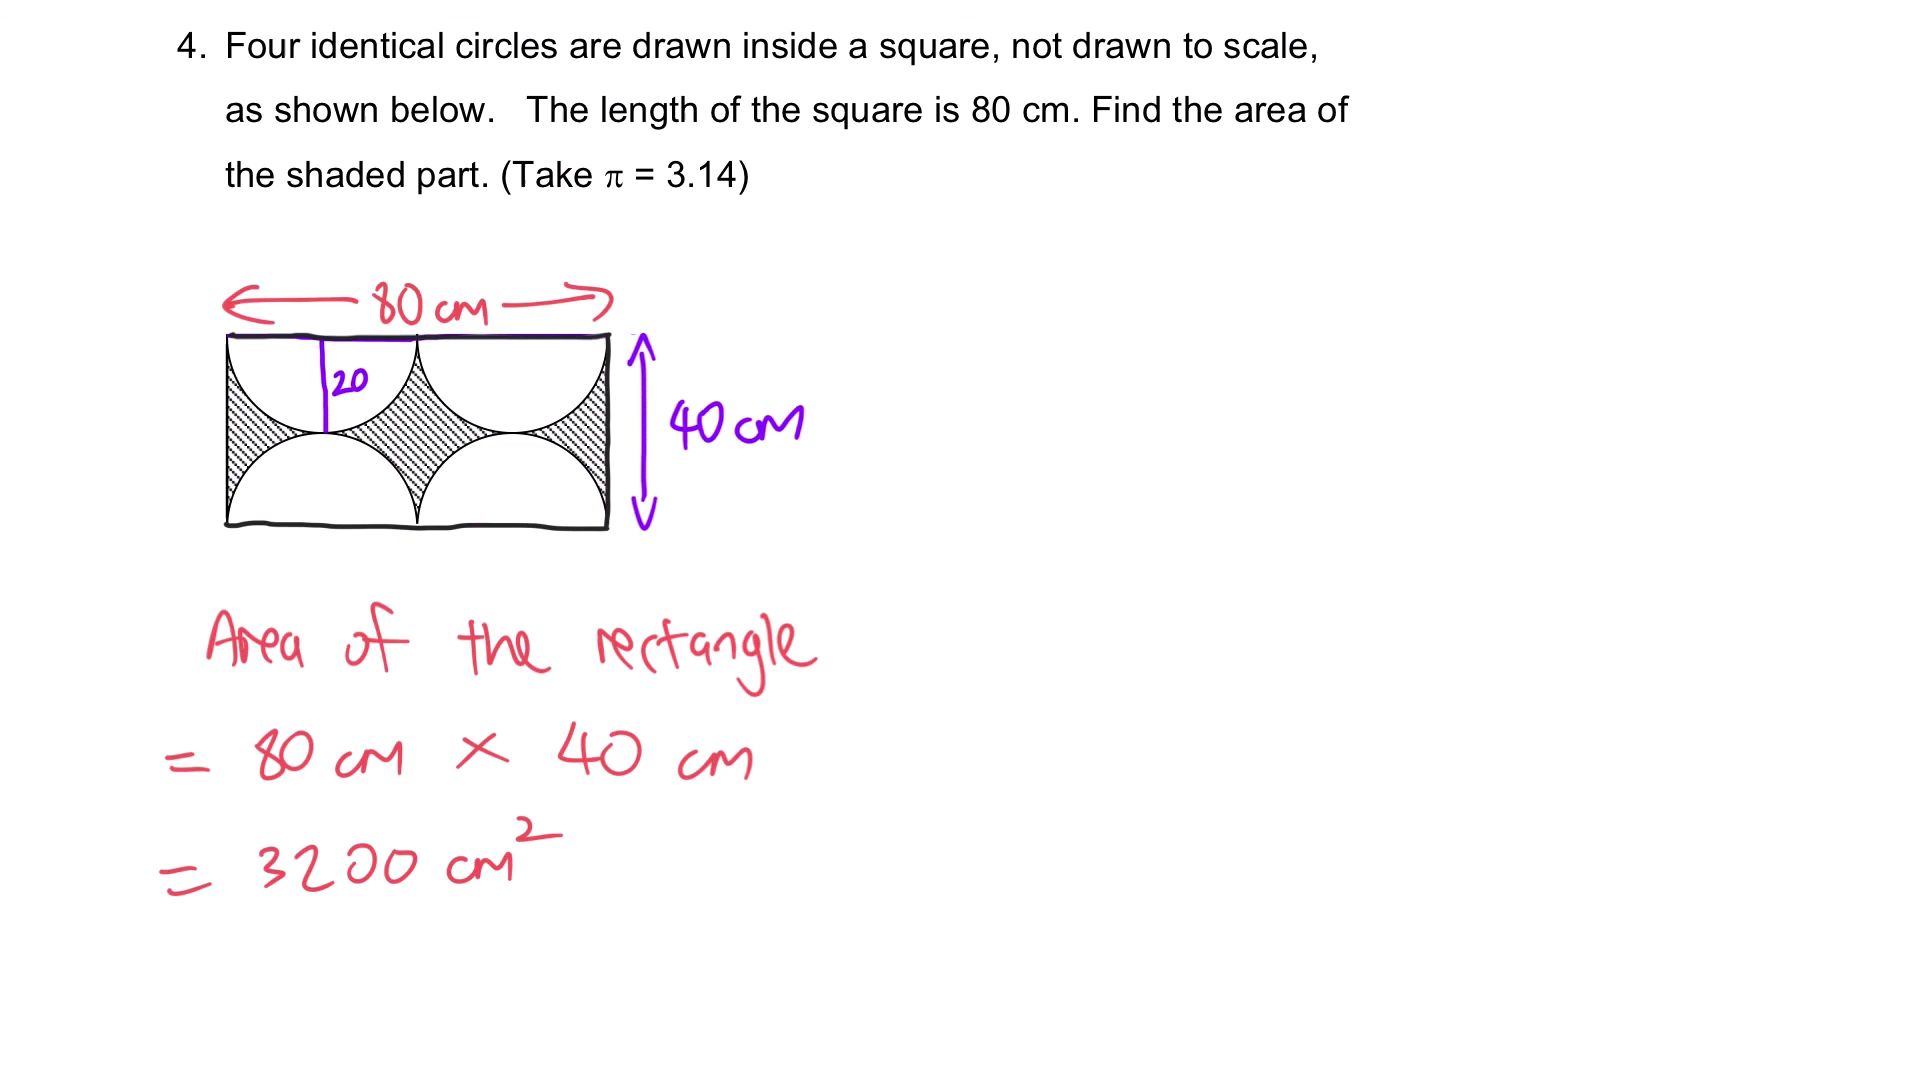 4. Four identical circles are drawn inside a square, not drawn to scale,
as shown below. The length of the square is 80 cm. Find the area of
the shaded part. (Take π = 3.14)
80 cm
20
40 cm
Area of the rectangle
= 80 cm × 40 cm
= 3200 cm²